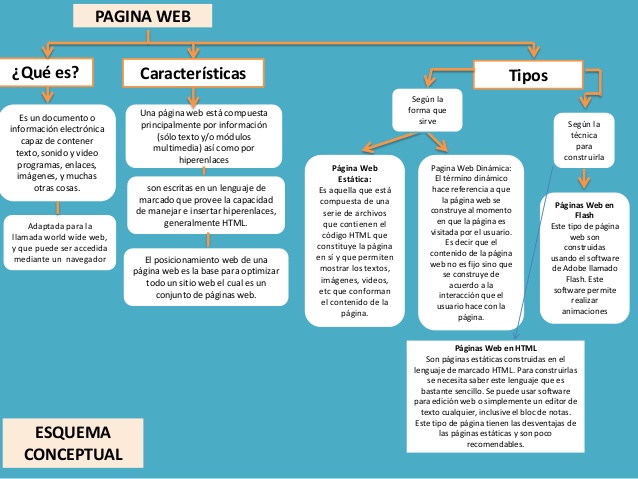 PAGINA WEB
¿Qué es?
Es un documento o
información electrónica
capaz de contener
texto, sonido y video
programas, enlaces,
imágenes, y muchas
otras cosas.
Adaptada para la
llamada world wide web,
y que puede ser accedida
mediante un navegador
Características
Una página web está compuesta
principalmente por información
(sólo texto y/o módulos
multimedia) así como por
hiperenlaces
son escritas en un lenguaje de
marcado que provee la capacidad
de manejar e insertar hiperenlaces,
generalmente HTML.
El posicionamiento web de una
página web es la base para optimizar
todo un sitio web el cual es un
conjunto de páginas web.
Tipos
Según la
forma que
sirve
Página Web
Estática:
Es aquella que está
compuesta de una
serie de archivos
que contienen el
código HTML que
constituye la página
en sí y que permiten
mostrar los textos,
imágenes, videos,
etc que conforman
el contenido de la
página.
Pagina Web Dinámica:
El término dinámico
hace referencia a que
la página web se
construye al momento
en que la página es
visitada por el usuario.
Es decir que el
contenido de la página
web no es fijo sino que
se construye de
acuerdo a la
interacción que el
usuario hace con la
página.
Según la
técnica
para
construirla
Páginas Web en
Flash
Este tipo de página
web son
construidas
usando el software
de Adobe llamado
Flash. Este
software permite
realizar
animaciones
Páginas Web en HTML
Son páginas estáticas construidas en el
lenguaje de marcado HTML. Para construirlas
se necesita saber este lenguaje que es
bastante sencillo. Se puede usar software
para edición web o simplemente un editor de
texto cualquier, inclusive el bloc de notas.
Este tipo de página tienen las desventajas de
las páginas estáticas y son poco
recomendables.
ESQUEMA
CONCEPTUAL